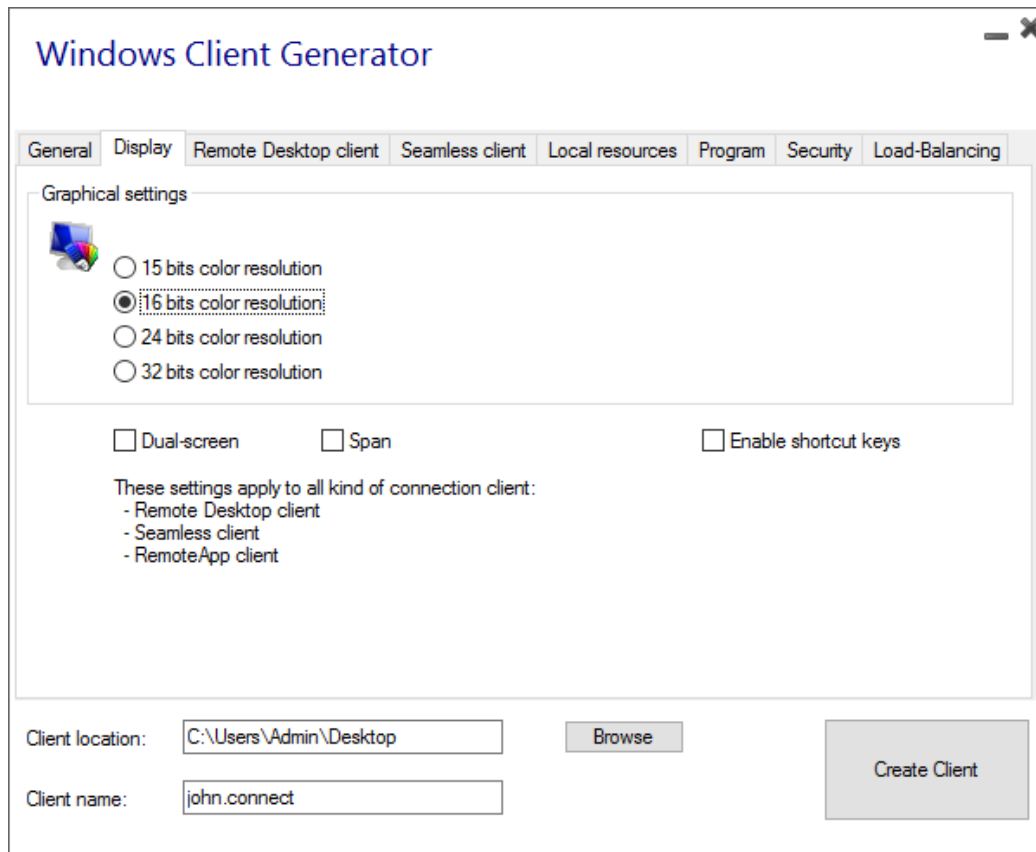 Windows Client Generator
General Display Remote Desktop client Seamless client Local resources Program Security Load-Balancing
Graphical settings
15 bits color resolution
16 bits color resolution
24 bits color resolution
32 bits color resolution
Dual-screen Span Enable shortcut keys
These settings apply to all kind of connection client:
- Remote Desktop client
- Seamless client
- RemoteApp client
Client location: C:\Users\Admin\Desktop Browse
Create Client
Client name: john.connect